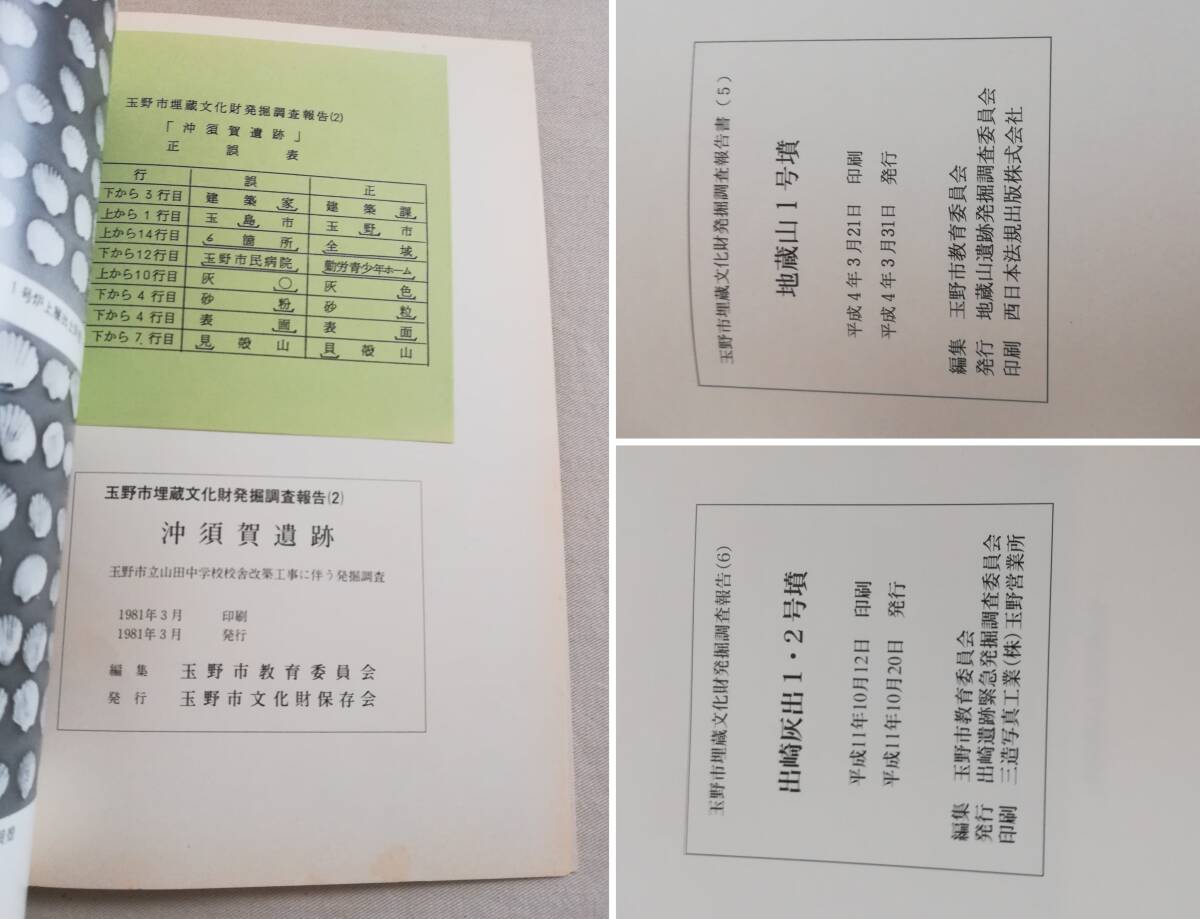 玉野市埋蔵文化財発掘調査報告(2)
「沖須賀遺跡」
正誤表
行 誤 正
下から3行目 建築家 建築課
上から1行目 玉島市 玉野市
上から14行目 6箇所 全域
下から12行目 玉野市民病院 勤労青少年ホーム
上から10行目 灰○ 灰色
下から4行目 砂粉 砂粒
下から4行目 表圃 表面
下から7行目 見殻山 貝殻山
玉野市埋蔵文化財発掘調査報告(2)
沖須賀遺跡
玉野市立山田中学校校舎改築工事に伴う発掘調査
1981年3月 印刷
1981年3月 発行
編集 玉野市教育委員会
発行 玉野市文化財保存会
玉野市埋蔵文化財発掘調査報告書(5)
地蔵山1号墳
平成4年3月21日 印刷
平成4年3月31日 発行
編集 玉野市教育委員会
発行 地蔵山遺跡発掘調査委員会
印刷 西日本法規出版株式会社
玉野市埋蔵文化財発掘調査報告(6)
出崎灰出1・2号墳
平成11年10月12日 印刷
平成11年10月20日 発行
編集 玉野市教育委員会
発行 出崎遺跡緊急発掘調査委員会
印刷 三造写真工業(株)玉野営業所